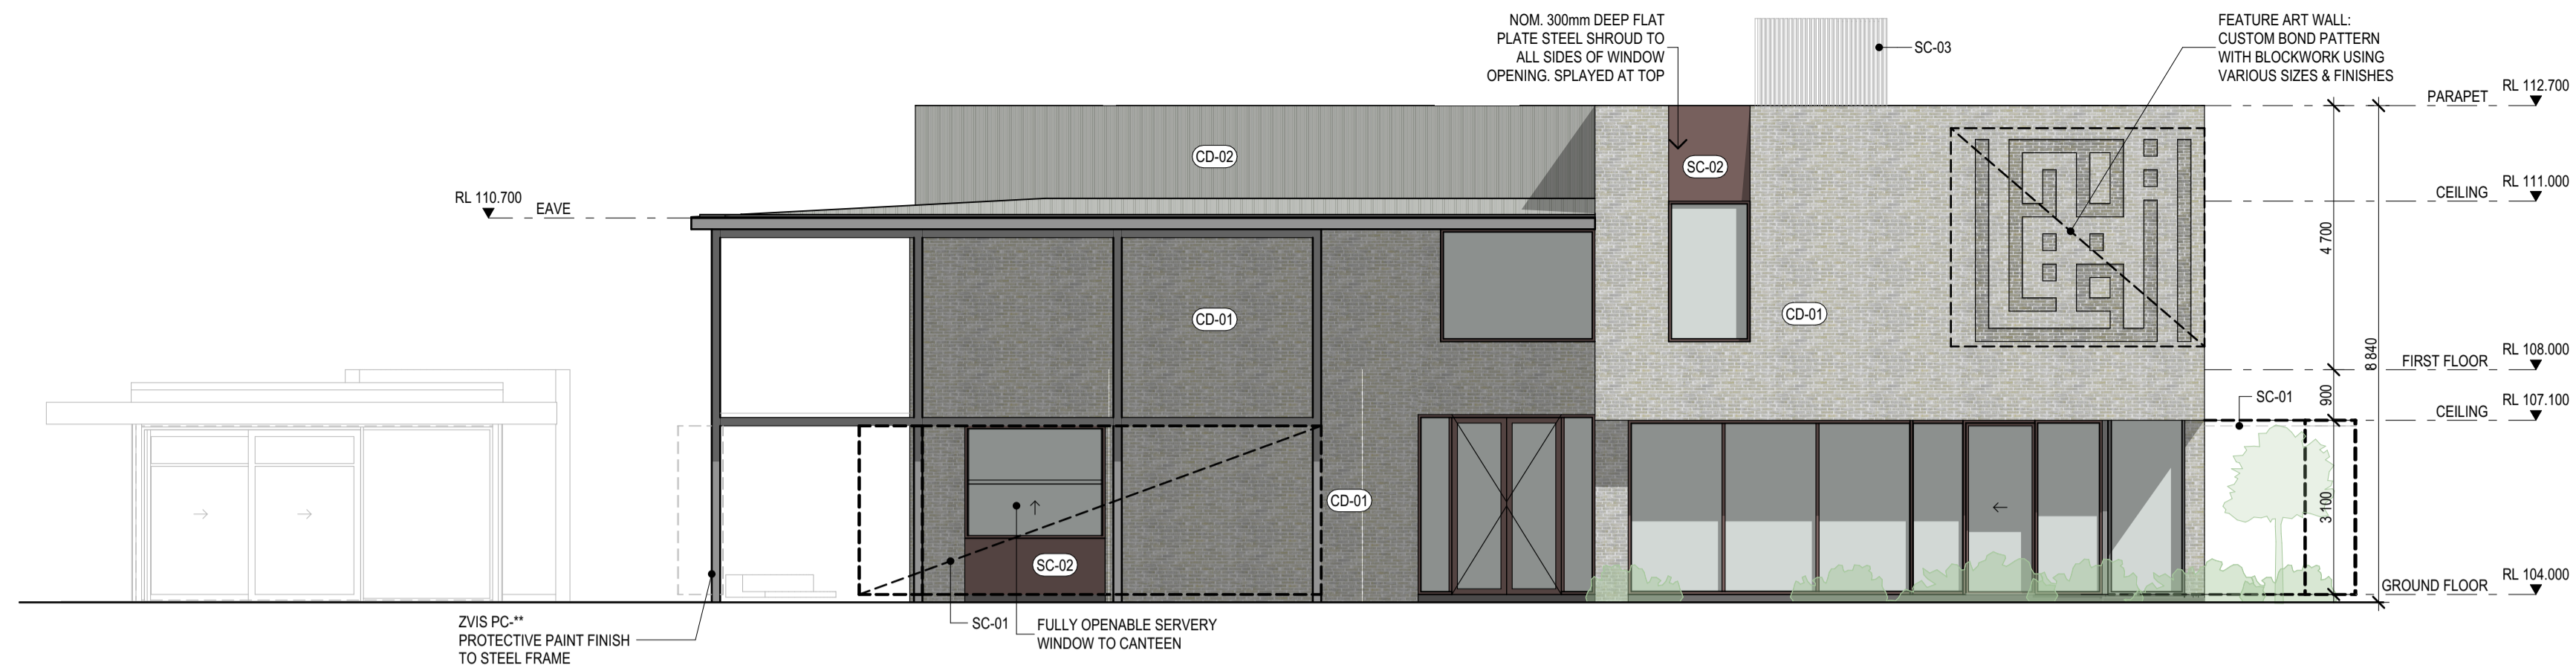 NOM. 300mm DEEP FLAT
PLATE STEEL SHROUD TO
ALL SIDES OF WINDOW
OPENING. SPLAYED AT TOP
SC-03
FEATURE ART WALL:
CUSTOM BOND PATTERN
WITH BLOCKWORK USING
VARIOUS SIZES & FINISHES
PARAPET
RL 112.700
CD-02
SC-02
RL 110.700
EAVE
CEILING
RL 111.000
4 700
CD-01
CD-01
FIRST FLOOR
RL 108.000
8 840
900
SC-01
CEILING
RL 107.100
CD-01
3 100
SC-02
GROUND FLOOR
RL 104.000
ZVIS PC-**
PROTECTIVE PAINT FINISH
TO STEEL FRAME
SC-01
FULLY OPENABLE SERVERY
WINDOW TO CANTEEN